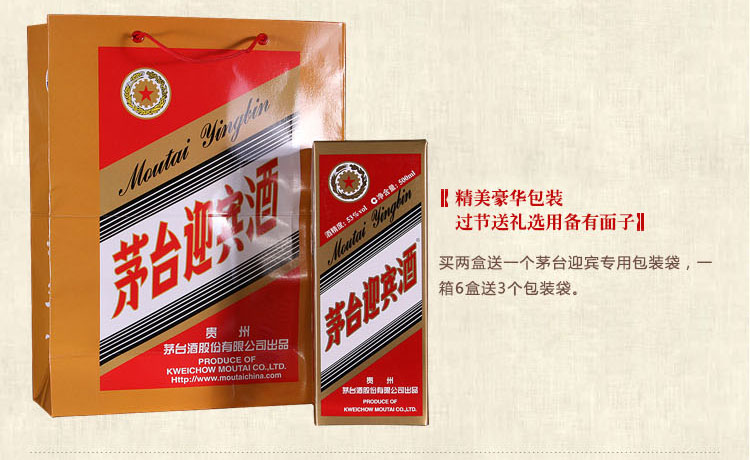 Moutai Yingbin
茅台迎宾酒
贵 州
茅台酒股份有限公司出品
PRODUCE OF
KWEICHOW MOUTAI CO.,LTD.
Http://www.moutaichina.com
酒精度:53%vol 净含量:500ml
Moutai Yingbin
茅台迎宾酒
贵 州
茅台酒股份有限公司出品
PRODUCE OF
KWEICHOW MOUTAI CO.,LTD.
精美豪华包装
过节送礼选用备有面子
买两盒送一个茅台迎宾专用包装袋，一
箱6盒送3个包装袋。